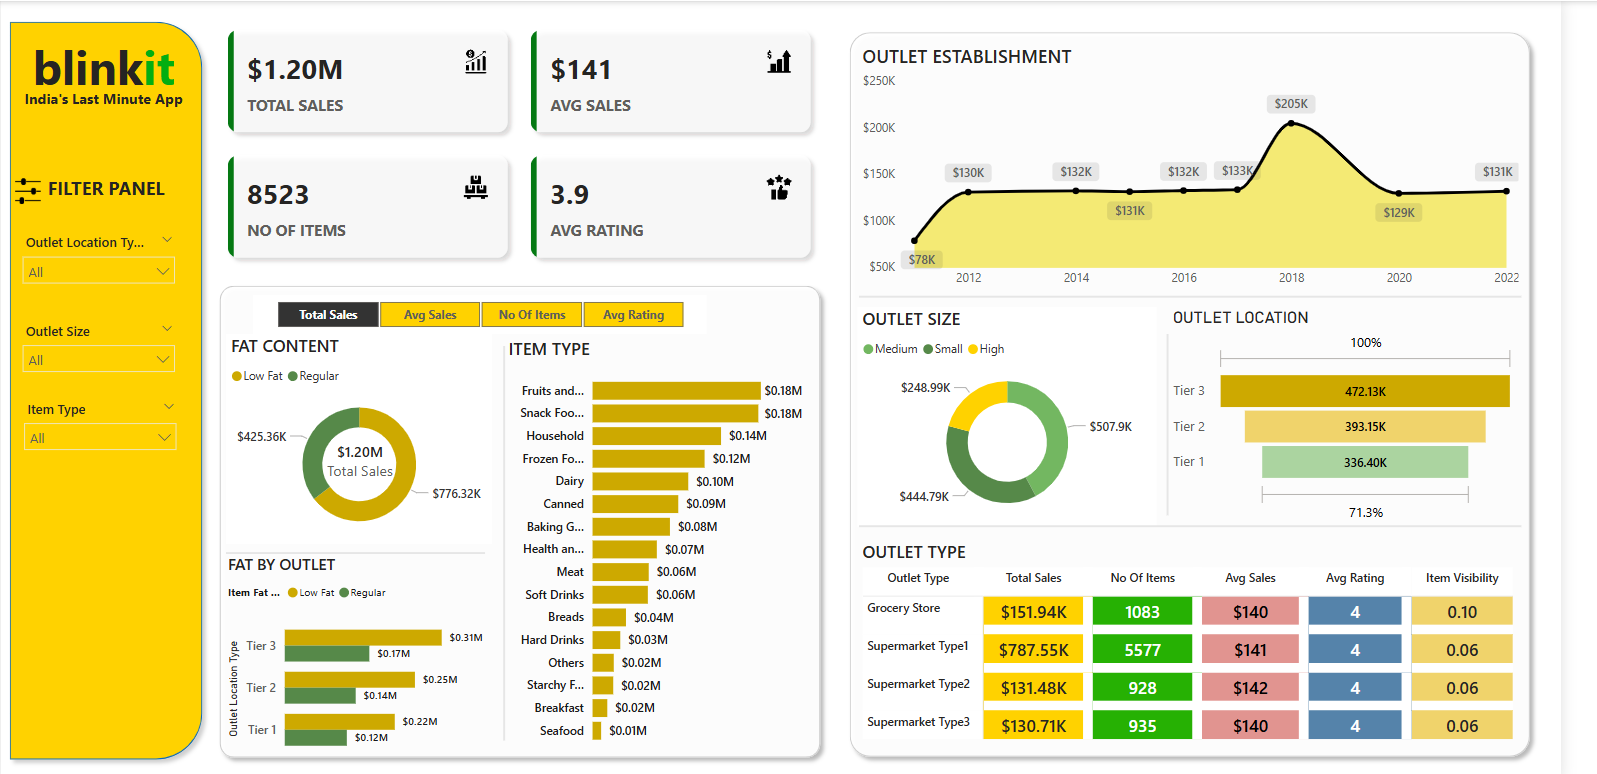 blinkit
India's Last Minute App
FILTER PANEL
Outlet Location Ty...
All
Outlet Size
All
Item Type
All
$1.20M
TOTAL SALES
$141
AVG SALES
8523
NO OF ITEMS
3.9
AVG RATING
Total Sales
Avg Sales
No Of Items
Avg Rating
FAT CONTENT
Low Fat Regular
$425.36K
$1.20M
Total Sales
$776.32K
FAT BY OUTLET
Item Fat ... Low Fat Regular
Outlet Location Type
Tier 3
$0.31M
$0.17M
Tier 2
$0.25M
$0.14M
Tier 1
$0.22M
$0.12M
ITEM TYPE
Fruits and... $0.18M
Snack Foo... $0.18M
Household $0.14M
Frozen Fo... $0.12M
Dairy $0.10M
Canned $0.09M
Baking G... $0.08M
Health an... $0.07M
Meat $0.06M
Soft Drinks $0.06M
Breads $0.04M
Hard Drinks $0.03M
Others $0.02M
Starchy F... $0.02M
Breakfast $0.02M
Seafood $0.01M
OUTLET ESTABLISHMENT
$250K
$200K
$150K
$100K
$50K
$78K
$130K
$132K
$131K
$132K
$133K
$205K
$129K
$131K
2012 2014 2016 2018 2020 2022
OUTLET SIZE
Medium Small High
$248.99K
$507.9K
$444.79K
OUTLET LOCATION
100%
Tier 3 472.13K
Tier 2 393.15K
Tier 1 336.40K
71.3%
OUTLET TYPE
Outlet Type Total Sales No Of Items Avg Sales Avg Rating Item Visibility
Grocery Store $151.94K 1083 $140 4 0.10
Supermarket Type1 $787.55K 5577 $141 4 0.06
Supermarket Type2 $131.48K 928 $142 4 0.06
Supermarket Type3 $130.71K 935 $140 4 0.06